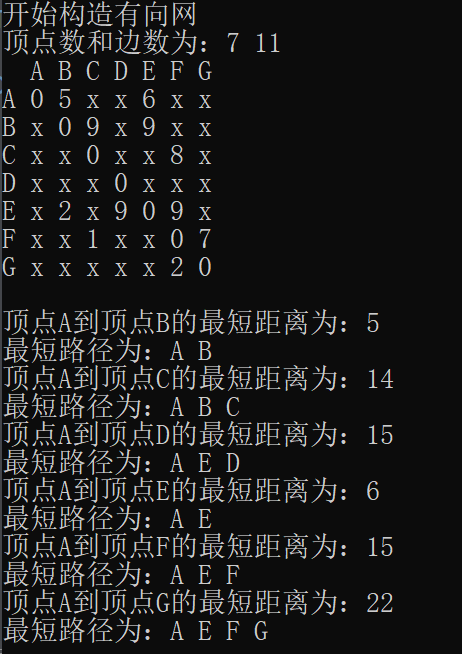 开始构造有向网
顶点数和边数为：7 11
  A B C D E F G
A 0 5 x x 6 x x
B x 0 9 x 9 x x
C x x 0 x x 8 x
D x x x 0 x x x
E x 2 x 9 0 9 x
F x x 1 x x 0 7
G x x x x x 2 0

顶点A到顶点B的最短距离为：5
最短路径为：A B
顶点A到顶点C的最短距离为：14
最短路径为：A B C
顶点A到顶点D的最短距离为：15
最短路径为：A E D
顶点A到顶点E的最短距离为：6
最短路径为：A E
顶点A到顶点F的最短距离为：15
最短路径为：A E F
顶点A到顶点G的最短距离为：22
最短路径为：A E F G